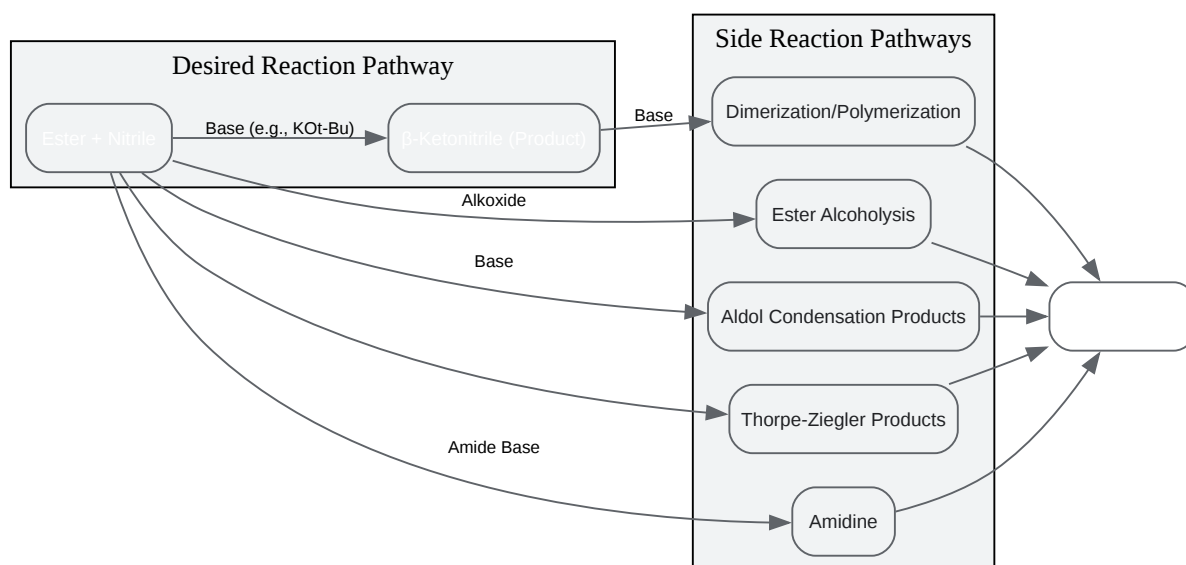 Desired Reaction Pathway
Side Reaction Pathways
Ester + Nitrile
Base (e.g., KOt-Bu)
β-Ketonitrile (Product)
Base
Dimerization/Polymerization
Alkoxide
Ester Alcoholysis
Base
Aldol Condensation Products
Thorpe-Ziegler Products
Amide Base
Amidine